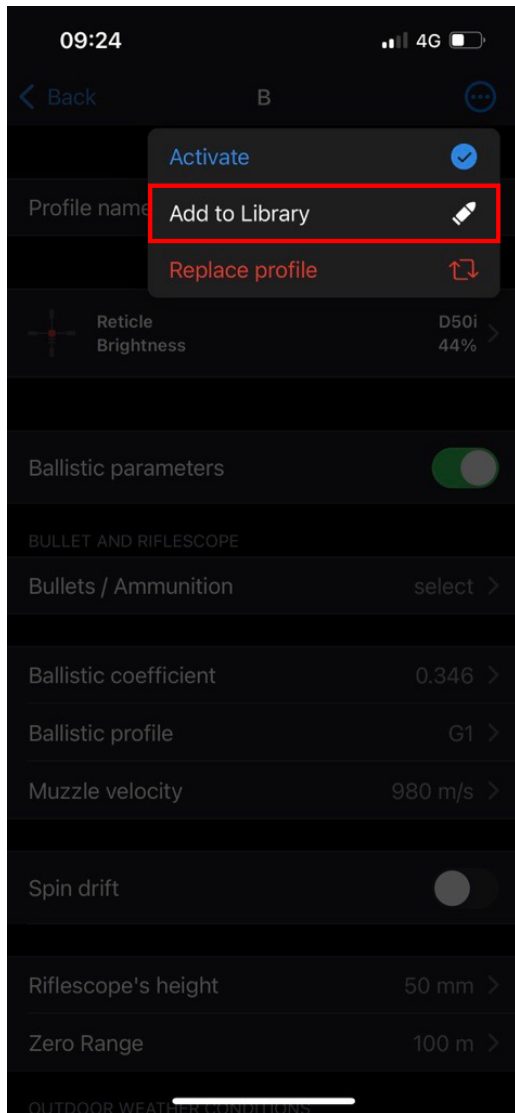 09:24 4G
Back B
Activate
Profile name Add to Library
Replace profile
Reticle D50i
Brightness 44%
Ballistic parameters
BULLET AND RIFLESCOPE
Bullets / Ammunition select
Ballistic coefficient 0.346
Ballistic profile G1
Muzzle velocity 980 m/s
Spin drift
Riflescope's height 50 mm
Zero Range 100 m
OUTDOOR WEATHER CONDITIONS